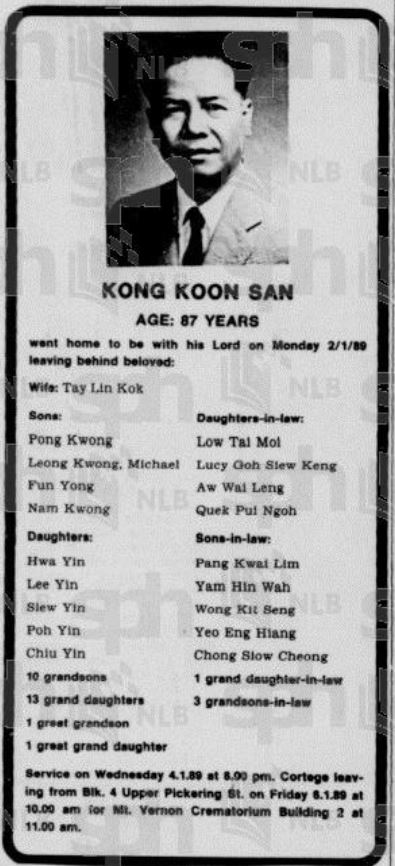 KONG KOON SAN
AGE: 87 YEARS
went home to be with his Lord on Monday 2/1/89
leaving behind beloved:
Wife: Tay Lin Kok
Sons: Daughters-in-law:
Pong Kwong Low Tai Moi
Leong Kwong, Michael Lucy Goh Siew Keng
Fun Yong Aw Wai Leng
Nam Kwong Quek Pui Ngoh
Daughters: Sons-in-law:
Hwa Yin Pang Kwai Lim
Lee Yin Yam Hin Wah
Siew Yin Wong Kit Seng
Poh Yin Yeo Eng Hiang
Chiu Yin Chong Siow Cheong
10 grandsons 1 grand daughter-in-law
13 grand daughters 3 grandsons-in-law
1 great grandson
1 great grand daughter
Service on Wednesday 4.1.89 at 8.00 pm. Cortege leav-
ing from Blk. 4 Upper Pickering St. on Friday 6.1.89 at
10.00 am for Mt. Vernon Crematorium Building 2 at
11.00 am.
sph NLB